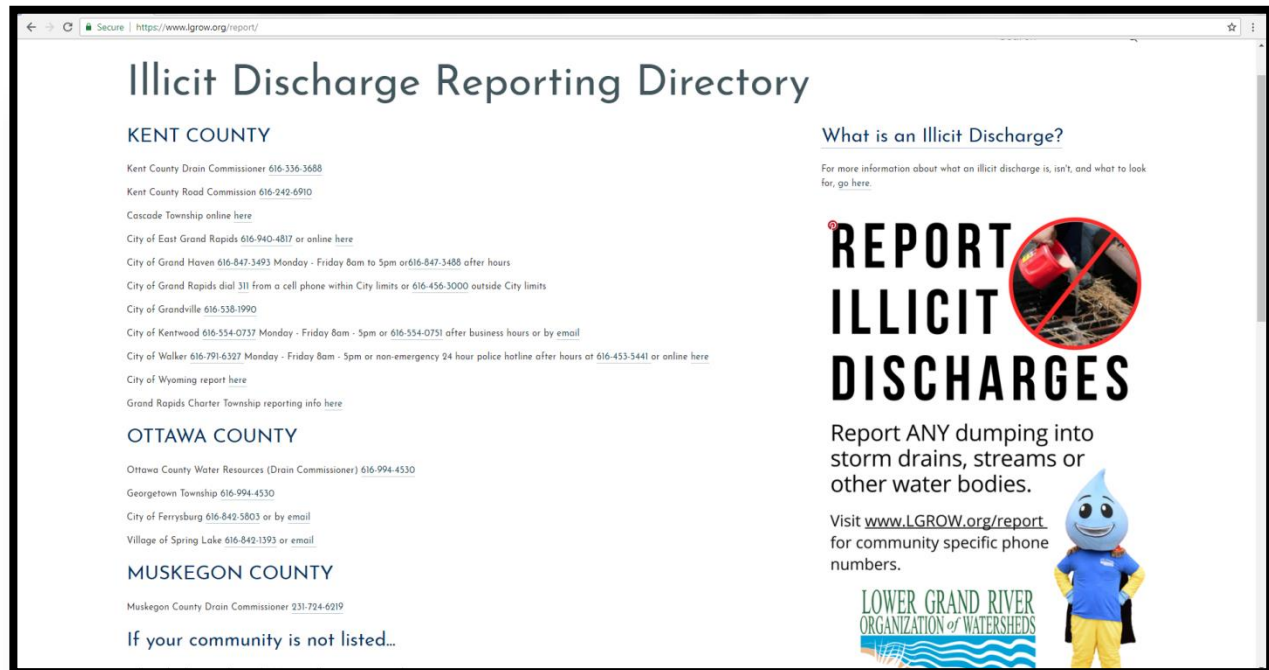 Secure | https://www.lgrow.org/report/
Illicit Discharge Reporting Directory
KENT COUNTY
Kent County Drain Commissioner 616-336-3688
Kent County Road Commission 616-242-6910
Cascade Township online here
City of East Grand Rapids 616-940-4817 or online here
City of Grand Haven 616-847-3493 Monday - Friday 8am to 5pm or616-847-3488 after hours
City of Grand Rapids dial 311 from a cell phone within City limits or 616-456-3000 outside City limits
City of Grandville 616-538-1990
City of Kentwood 616-554-0737 Monday - Friday 8am - 5pm or 616-554-0751 after business hours or by email
City of Walker 616-791-6327 Monday - Friday 8am - 5pm or non-emergency 24 hour police hotline after hours at 616-453-5441 or online here
City of Wyoming report here
Grand Rapids Charter Township reporting info here
OTTAWA COUNTY
Ottawa County Water Resources (Drain Commissioner) 616-994-4530
Georgetown Township 616-994-4530
City of Ferrysburg 616-842-5803 or by email
Village of Spring Lake 616-842-1393 or email
MUSKEGON COUNTY
Muskegon County Drain Commissioner 231-724-6219
If your community is not listed...
What is an Illicit Discharge?
For more information about what an illicit discharge is, isn't, and what to look
for, go here.
REPORT
ILLICIT
DISCHARGES
Report ANY dumping into
storm drains, streams or
other water bodies.
Visit www.LGROW.org/report
for community specific phone
numbers.
LOWER GRAND RIVER
ORGANIZATION of WATERSHEDS